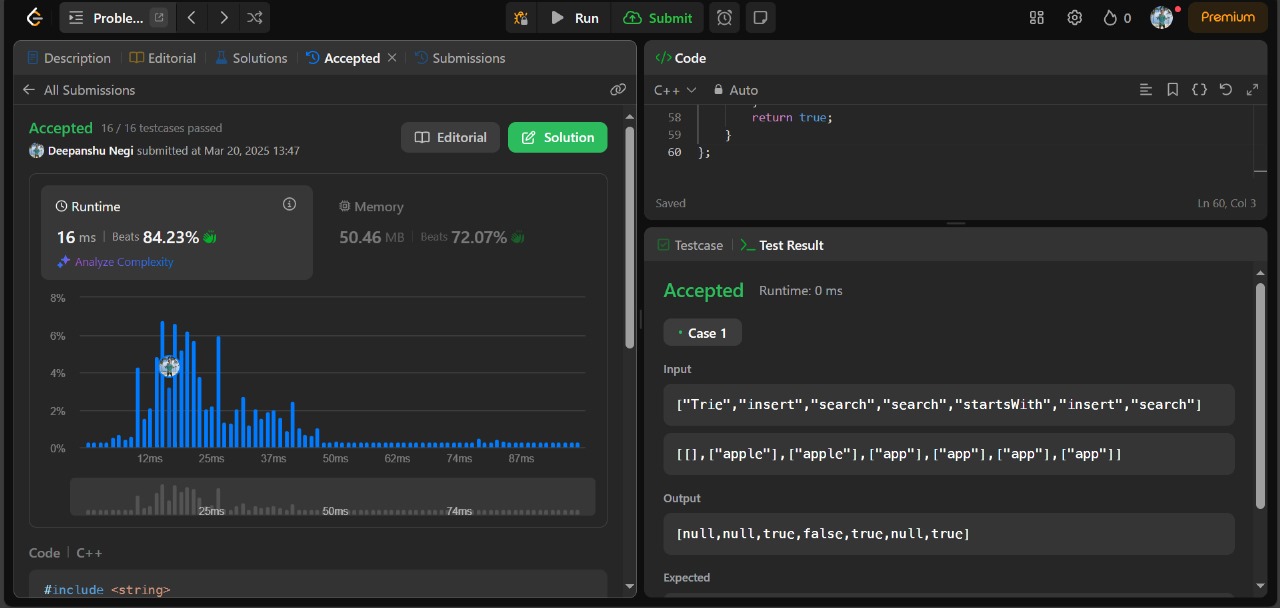 Proble...
Run
Submit
0
Premium
Description
Editorial
Solutions
Accepted
Submissions
All Submissions
Accepted 16 / 16 testcases passed
Deepanshu Negi submitted at Mar 20, 2025 13:47
Editorial
Solution
Runtime
16 ms | Beats 84.23%
Analyze Complexity
Memory
50.46 MB | Beats 72.07%
8%
6%
4%
2%
0%
12ms 25ms 37ms 50ms 62ms 74ms 87ms
25ms 50ms 74ms
Code | C++
#include <string>
</> Code
C++ Auto
58 return true;
59 }
60 };
Saved
Ln 60, Col 3
Testcase
Test Result
Accepted Runtime: 0 ms
• Case 1
Input
["Trie","insert","search","search","startsWith","insert","search"]
[[],["apple"],["apple"],["app"],["app"],["app"],["app"]]
Output
[null,null,true,false,true,null,true]
Expected